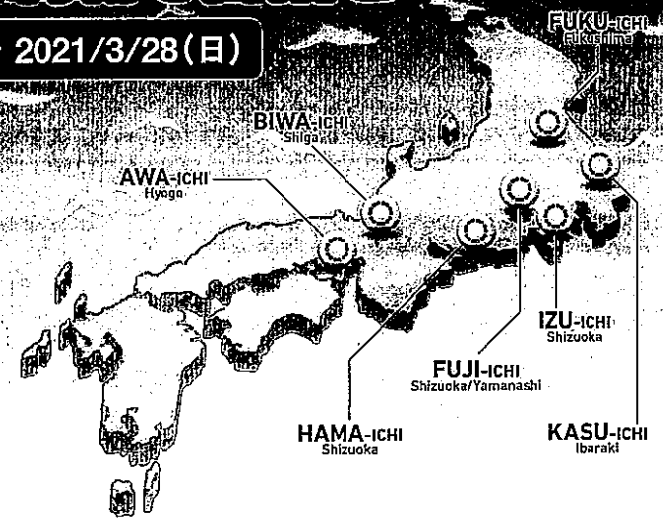 2021/3/28(日)
FUKU-ICHI
Fukushima
BIWA-ICHI
Shiga
AWA-ICHI
Hyogo
IZU-ICHI
Shizuoka
FUJI-ICHI
Shizuoka/Yamanashi
HAMA-ICHI
Shizuoka
KASU-ICHI
Ibaraki